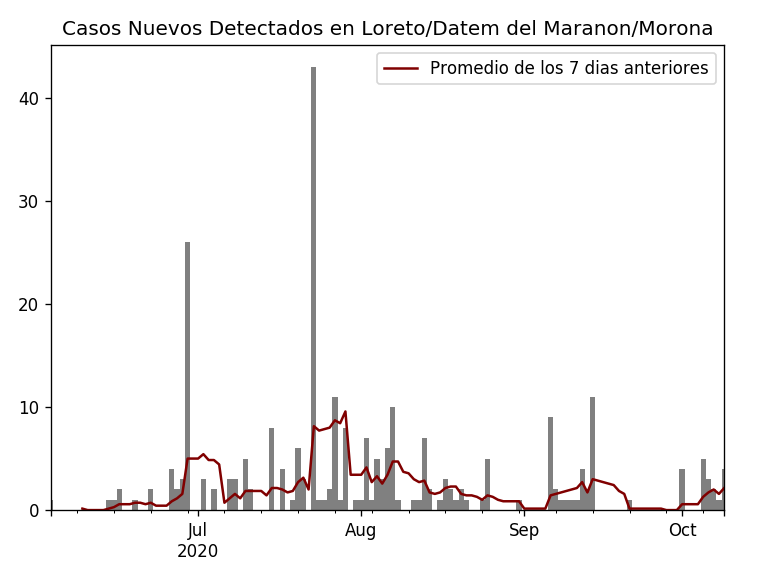 Casos Nuevos Detectados en Loreto/Datem del Maranon/Morona
Promedio de los 7 dias anteriores
40
30
20
10
0
Jul
2020
Aug
Sep
Oct